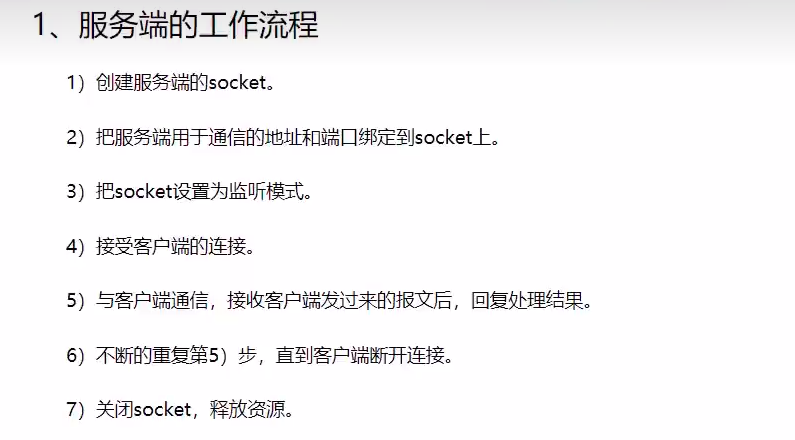 1、服务端的工作流程
1）创建服务端的socket。
2）把服务端用于通信的地址和端口绑定到socket上。
3）把socket设置为监听模式。
4）接受客户端的连接。
5）与客户端通信，接收客户端发过来的报文后，回复处理结果。
6）不断的重复第5）步，直到客户端断开连接。
7）关闭socket，释放资源。